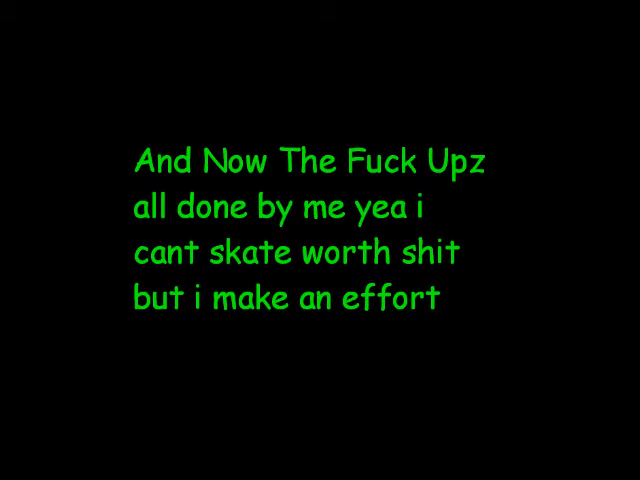 And Now The Fuck Upz
all done by me yea i
cant skate worth shit
but i make an effort